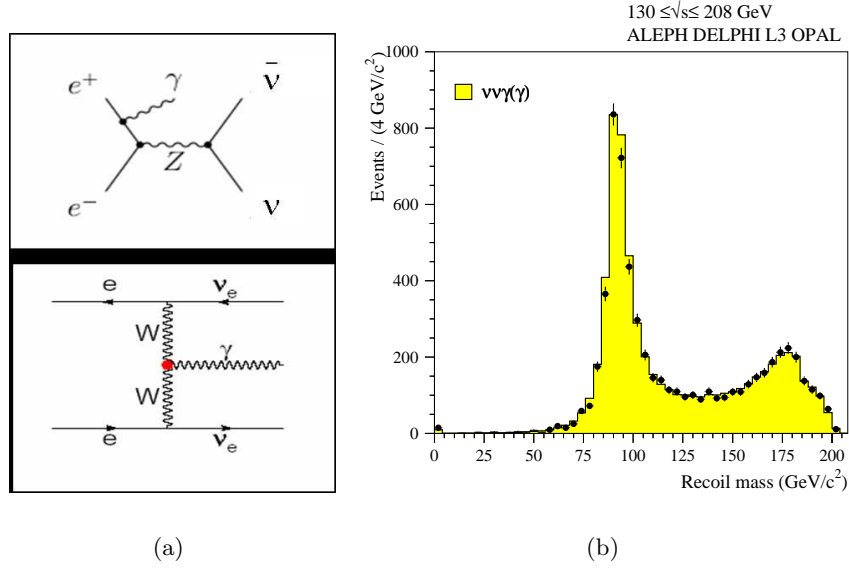 130 ≤√s≤ 208 GeV
ALEPH DELPHI L3 OPAL
e⁺
γ
ν̄
Z
e⁻
ν
e
νₑ
W
γ
W
e
νₑ
Events / (4 GeV/c²)
1000
800
600
400
200
0
ννγ(γ)
0 25 50 75 100 125 150 175 200
Recoil mass (GeV/c²)
(a)
(b)